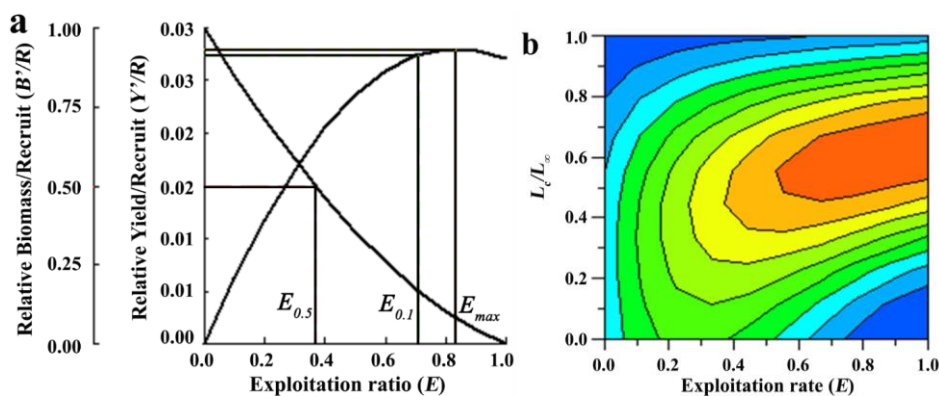 a
Relative Biomass/Recruit (B'/R)
1.00
0.75
0.50
0.25
0.00
Relative Yield/Recruit (Y'/R)
0.03
0.03
0.02
0.02
0.01
0.01
0.00
E0.5
E0.1
Emax
0.0 0.2 0.4 0.6 0.8 1.0
Exploitation ratio (E)
b
Lc/L∞
1.0
0.8
0.6
0.4
0.2
0.0
0.0 0.2 0.4 0.6 0.8 1.0
Exploitation rate (E)